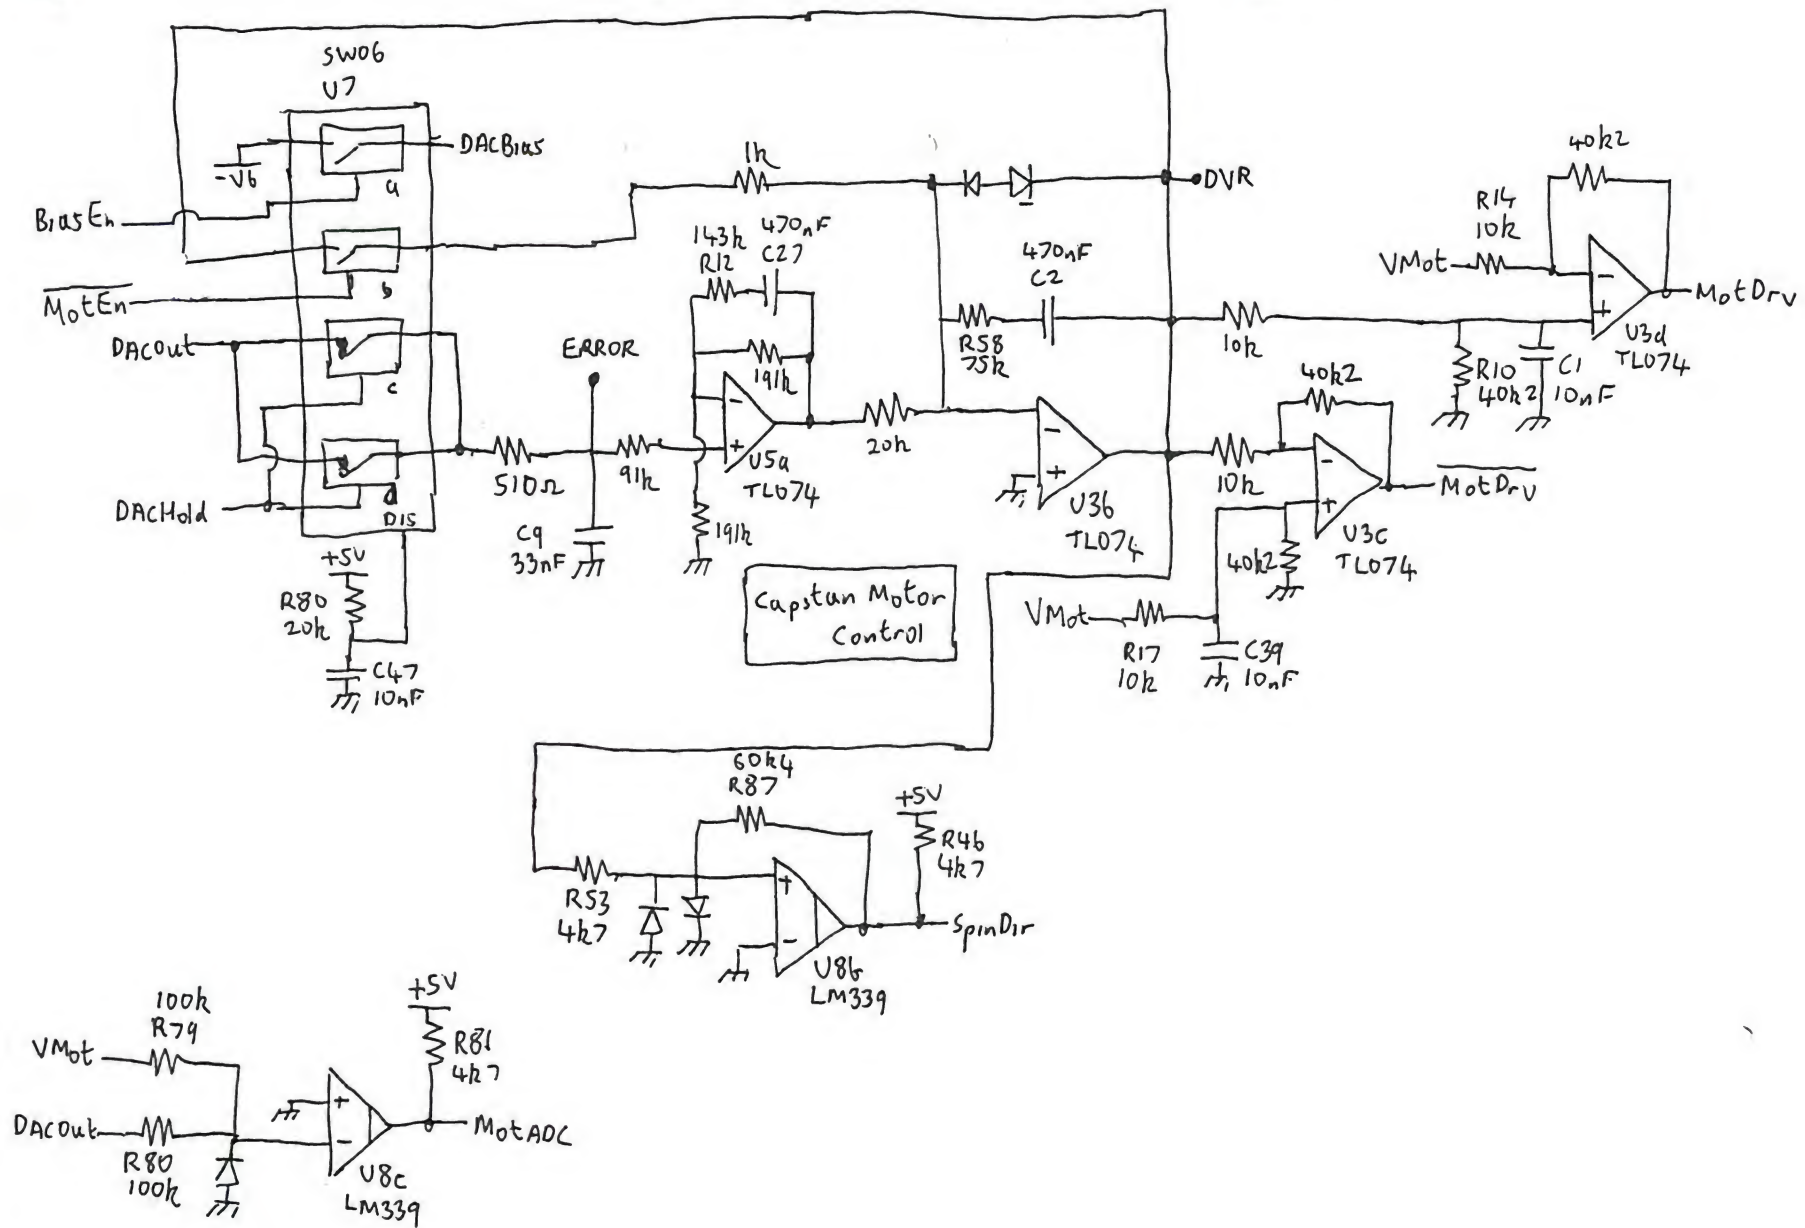 SW06
U7
-V6
DACBias
a
BiasEn
b
MotEn
DACOut
c
d
DACHold
DIS
+5V
R80
20k
C47
10nF
510Ω
ERROR
C9
33nF
91k
143k
R12
470nF
C27
191k
U5a
TL074
191k
1k
20k
R58
75k
470nF
C2
U3b
TL074
DVR
10k
VMot
R14
10k
40k2
MotDrv
U3d
TL074
R10
40k2
C1
10nF
10k
40k2
MotDrv
U3c
TL074
40k2
VMot
R17
10k
C39
10nF
Capstan Motor
Control
60k4
R87
R53
4k7
+5V
R46
4k7
SpinDir
U8b
LM339
100k
R79
VMot
DACOut
R80
100k
+5V
R81
4k7
MotADC
U8c
LM339